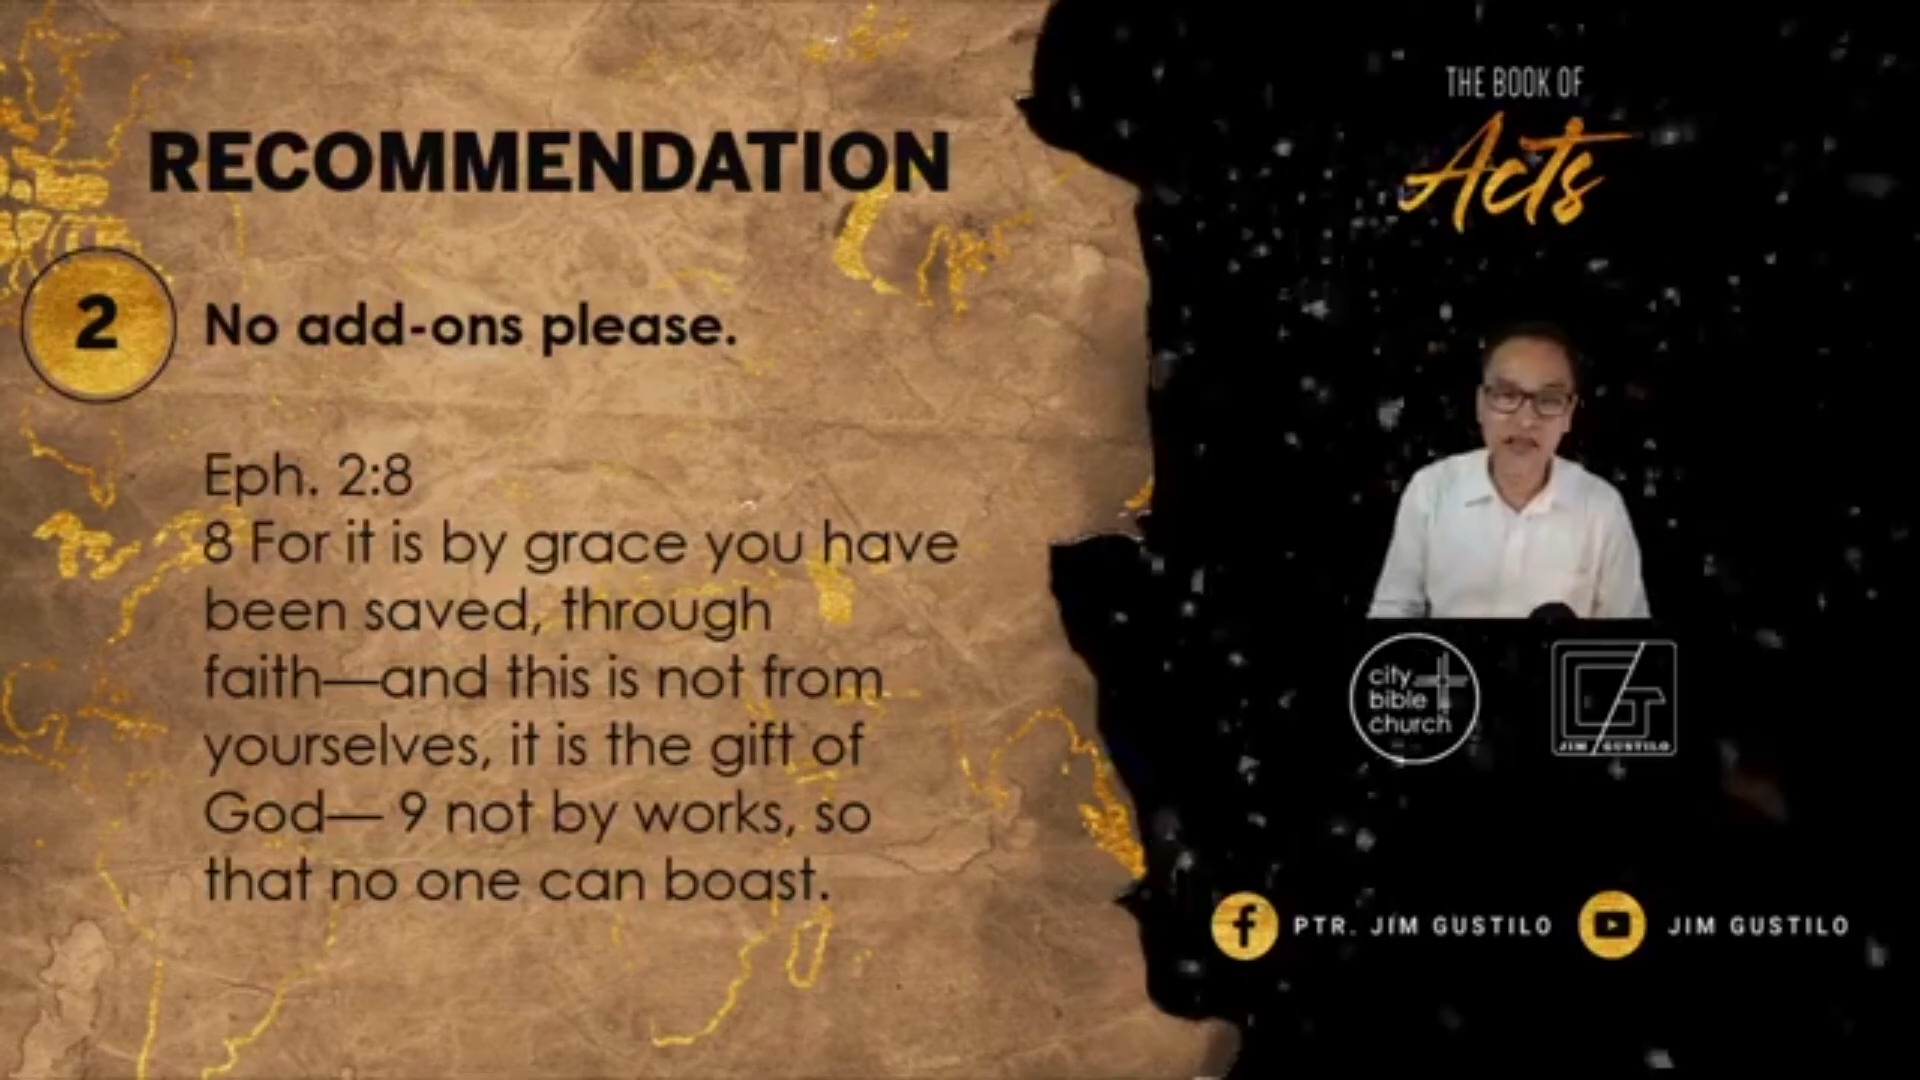 RECOMMENDATION
2
No add-ons please.
Eph. 2:8
8 For it is by grace you have
been saved, through
faith—and this is not from
yourselves, it is the gift of
God— 9 not by works, so
that no one can boast.
THE BOOK OF
Acts
city
bible
church
JIM GUSTILO
PTR. JIM GUSTILO
JIM GUSTILO